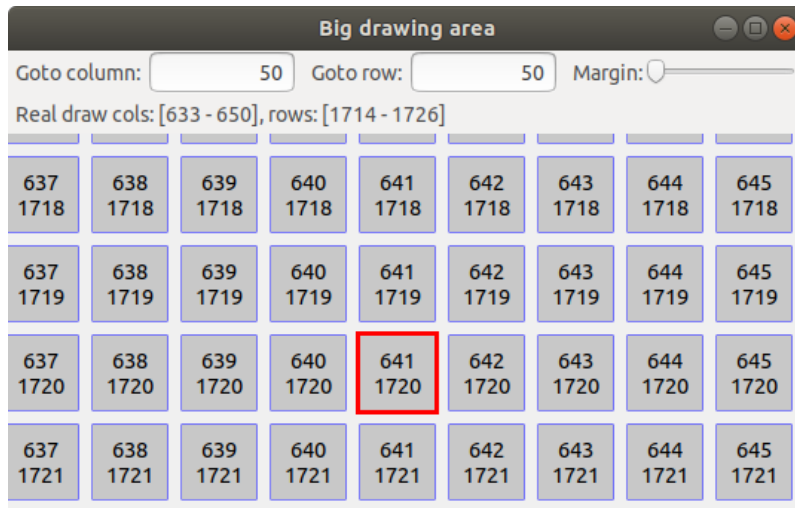 Big drawing area
Goto column: 50 Goto row: 50 Margin:
Real draw cols: [633 - 650], rows: [1714 - 1726]
637 638 639 640 641 642 643 644 645
1718 1718 1718 1718 1718 1718 1718 1718 1718
637 638 639 640 641 642 643 644 645
1719 1719 1719 1719 1719 1719 1719 1719 1719
637 638 639 640 641 642 643 644 645
1720 1720 1720 1720 1720 1720 1720 1720 1720
637 638 639 640 641 642 643 644 645
1721 1721 1721 1721 1721 1721 1721 1721 1721